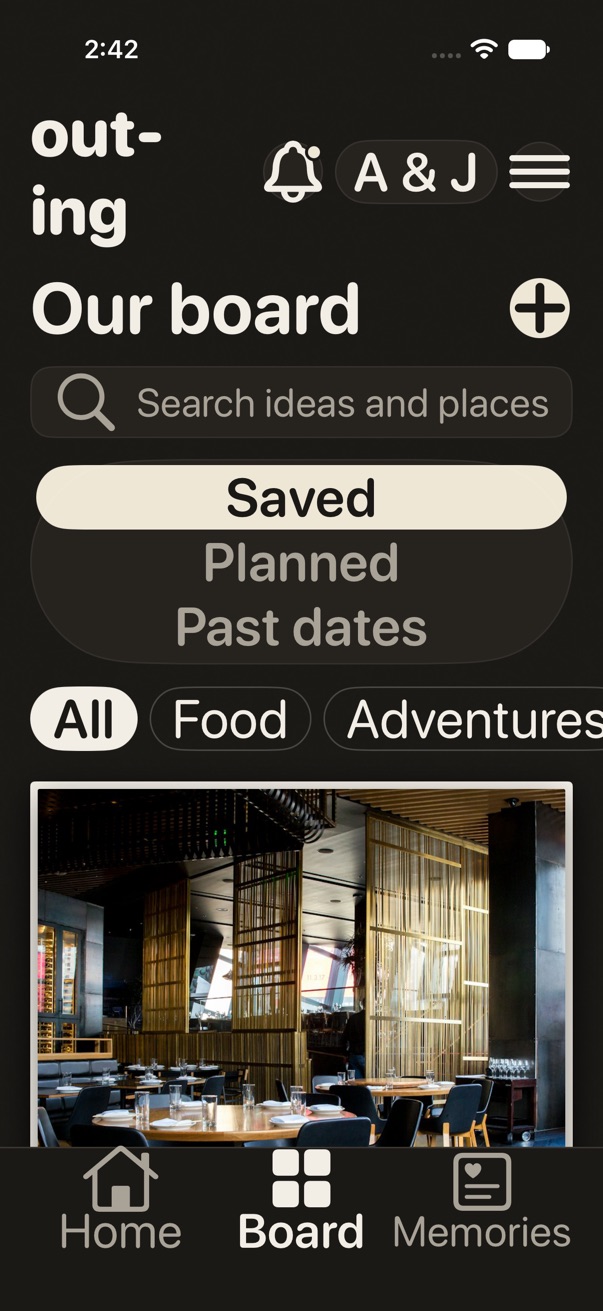 2:42
out-
ing
A & J
Our board
Search ideas and places
Saved
Planned
Past dates
All Food Adventures
Home Board Memories